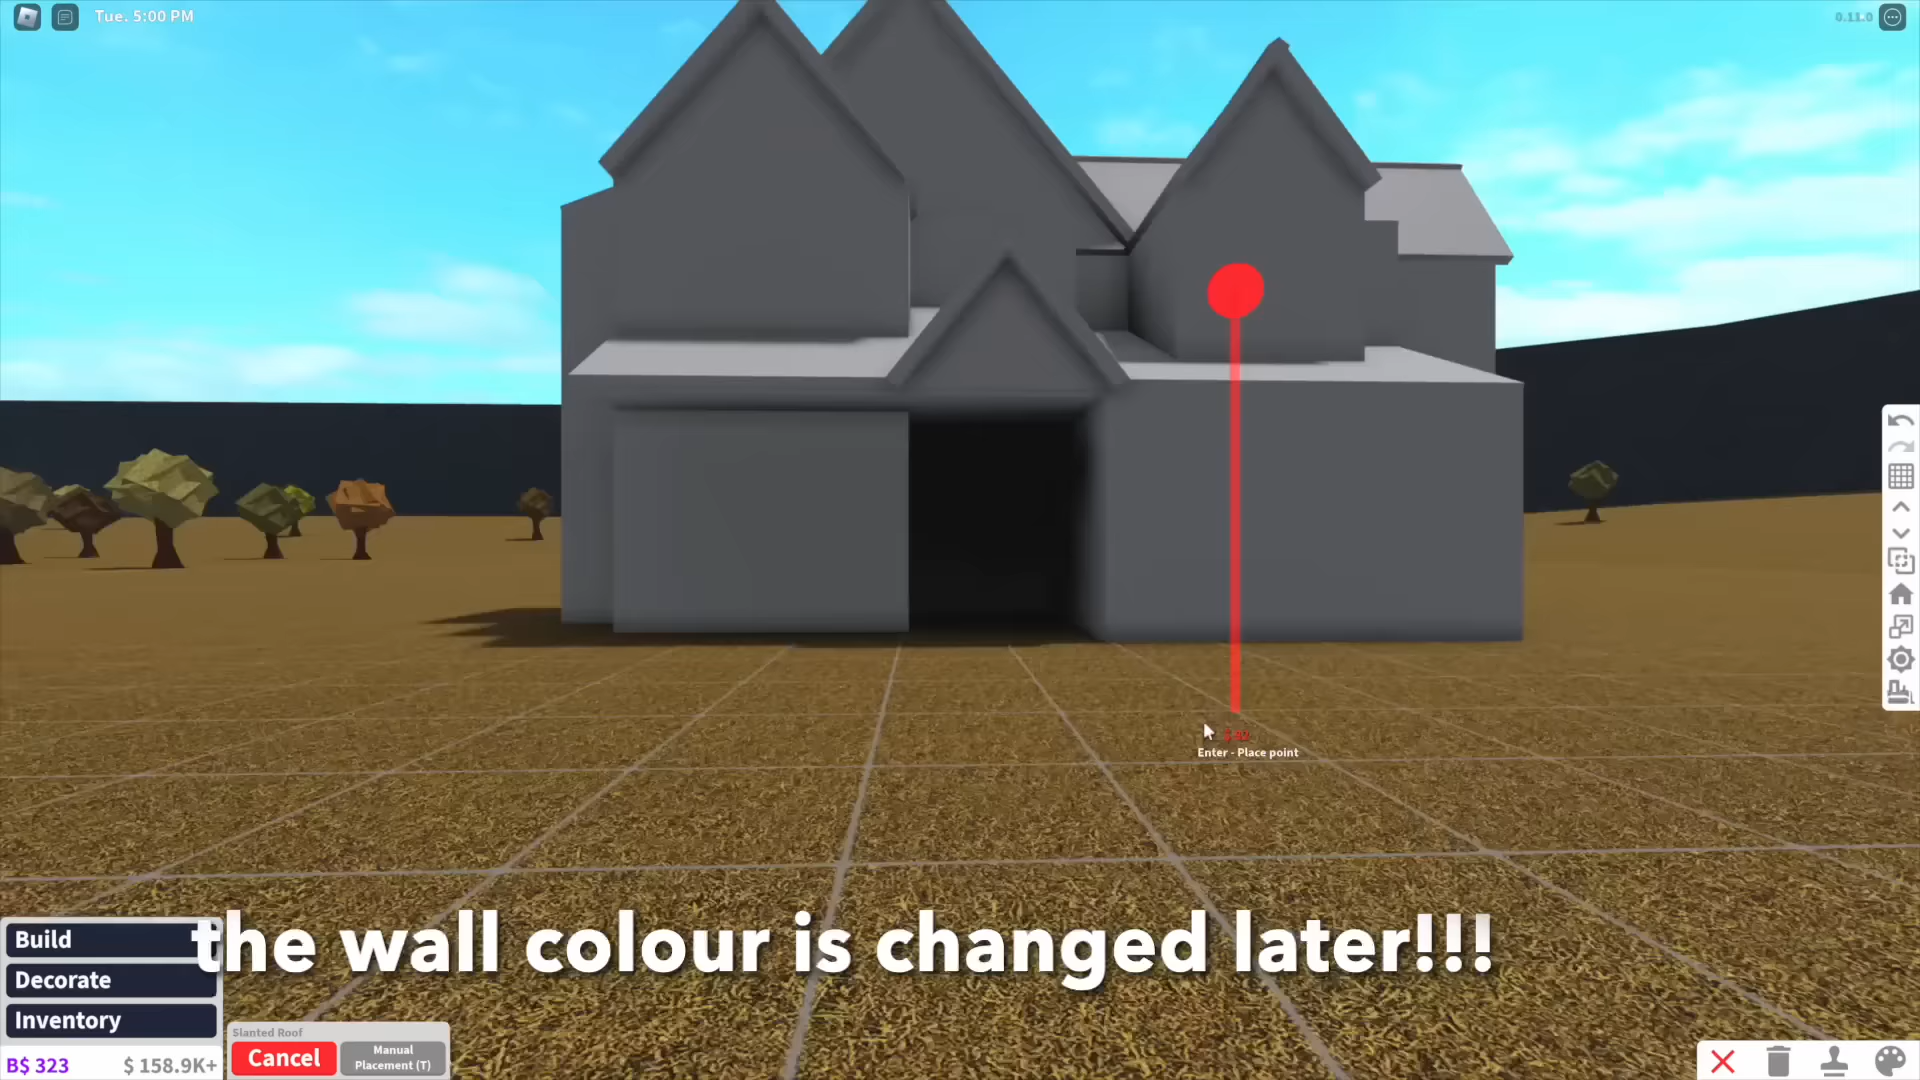 Tue. 5:00 PM
0.11.0
Enter - Place point
the wall colour is changed later!!!
Build
Decorate
Inventory
B$ 323
$ 158.9K+
Slanted Roof
Cancel
Manual
Placement (T)